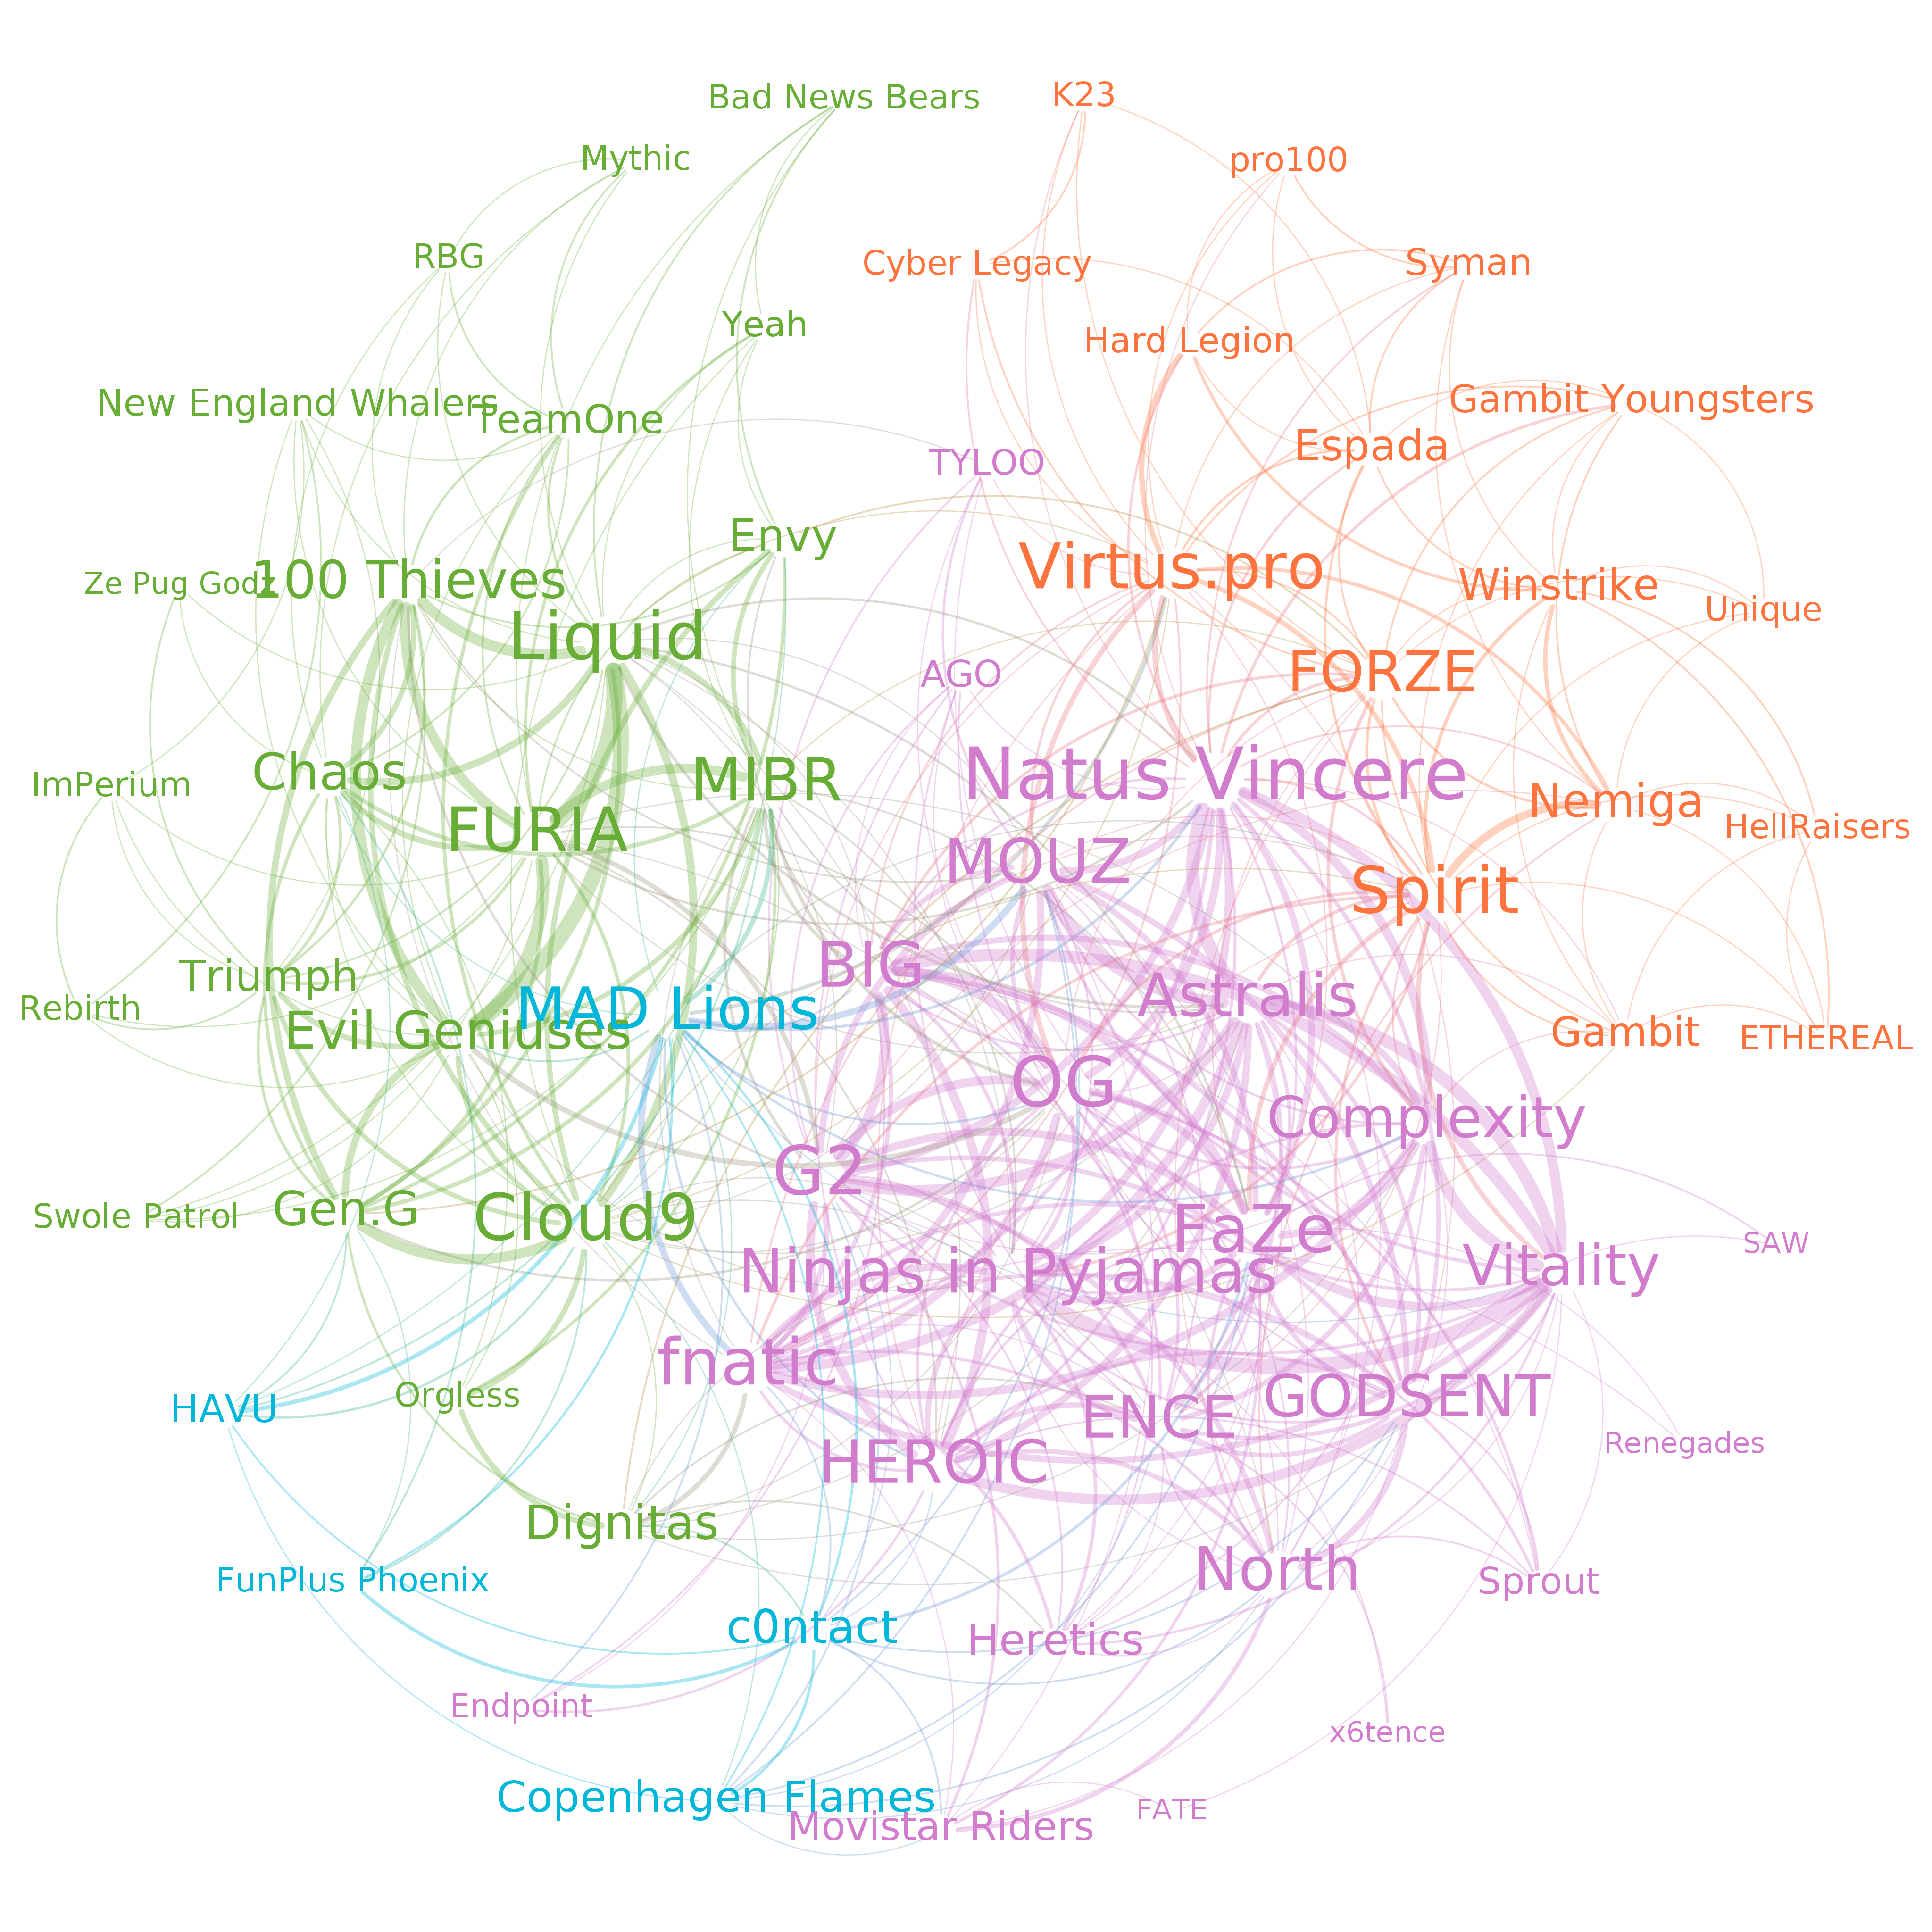 Bad News Bears
K23
Mythic
pro100
RBG
Cyber Legacy
Syman
Yeah
Hard Legion
New England Whalers
TeamOne
Gambit Youngsters
Espada
TYLOO
Envy
Virtus.pro
Ze Pug Godz
100 Thieves
Winstrike
Unique
Liquid
FORZE
AGO
ImPerium
Chaos
MIBR
Natus Vincere
Nemiga
HellRaisers
FURIA
MOUZ
Spirit
BIG
Triumph
Astralis
Rebirth
MAD Lions
Evil Geniuses
Gambit
ETHEREAL
OG
Complexity
G2
Swole Patrol
Gen.G
Cloud9
FaZe
SAW
Vitality
Ninjas in Pyjamas
fnatic
HAVU
Orgless
ENCE
GODSENT
Renegades
HEROIC
Dignitas
North
FunPlus Phoenix
Sprout
c0ntact
Heretics
Endpoint
x6tence
Copenhagen Flames
FATE
Movistar Riders